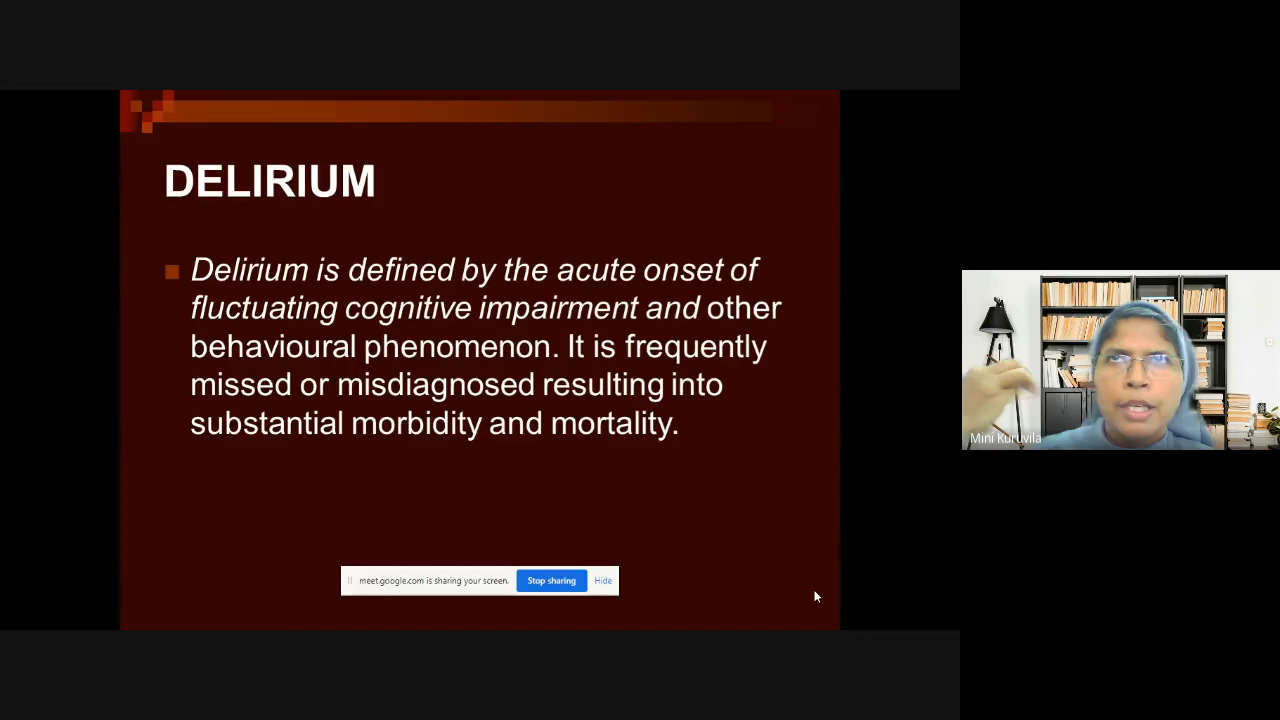 DELIRIUM
Delirium is defined by the acute onset of
fluctuating cognitive impairment and other
behavioural phenomenon. It is frequently
missed or misdiagnosed resulting into
substantial morbidity and mortality.
meet.google.com is sharing your screen.
Stop sharing
Hide
Mini Kuruvila